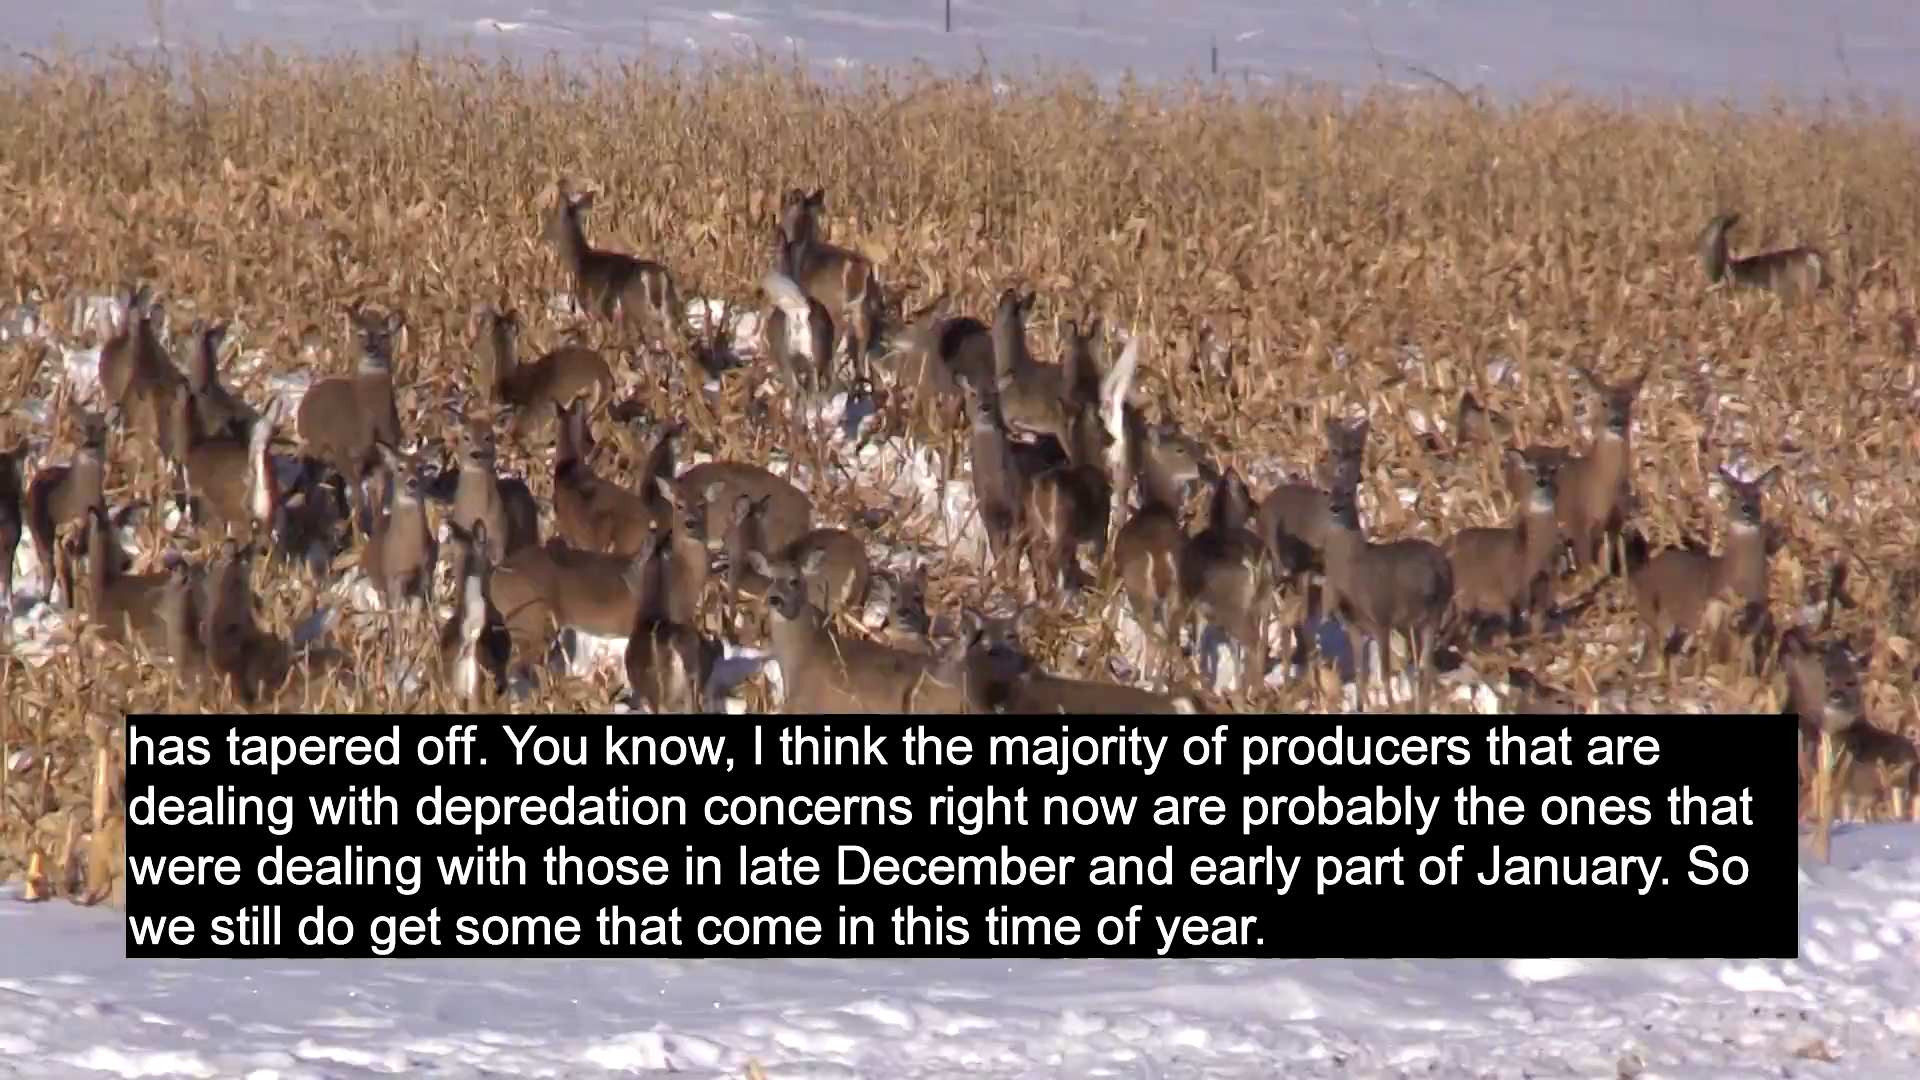 has tapered off. You know, I think the majority of producers that are
dealing with depredation concerns right now are probably the ones that
were dealing with those in late December and early part of January. So
we still do get some that come in this time of year.